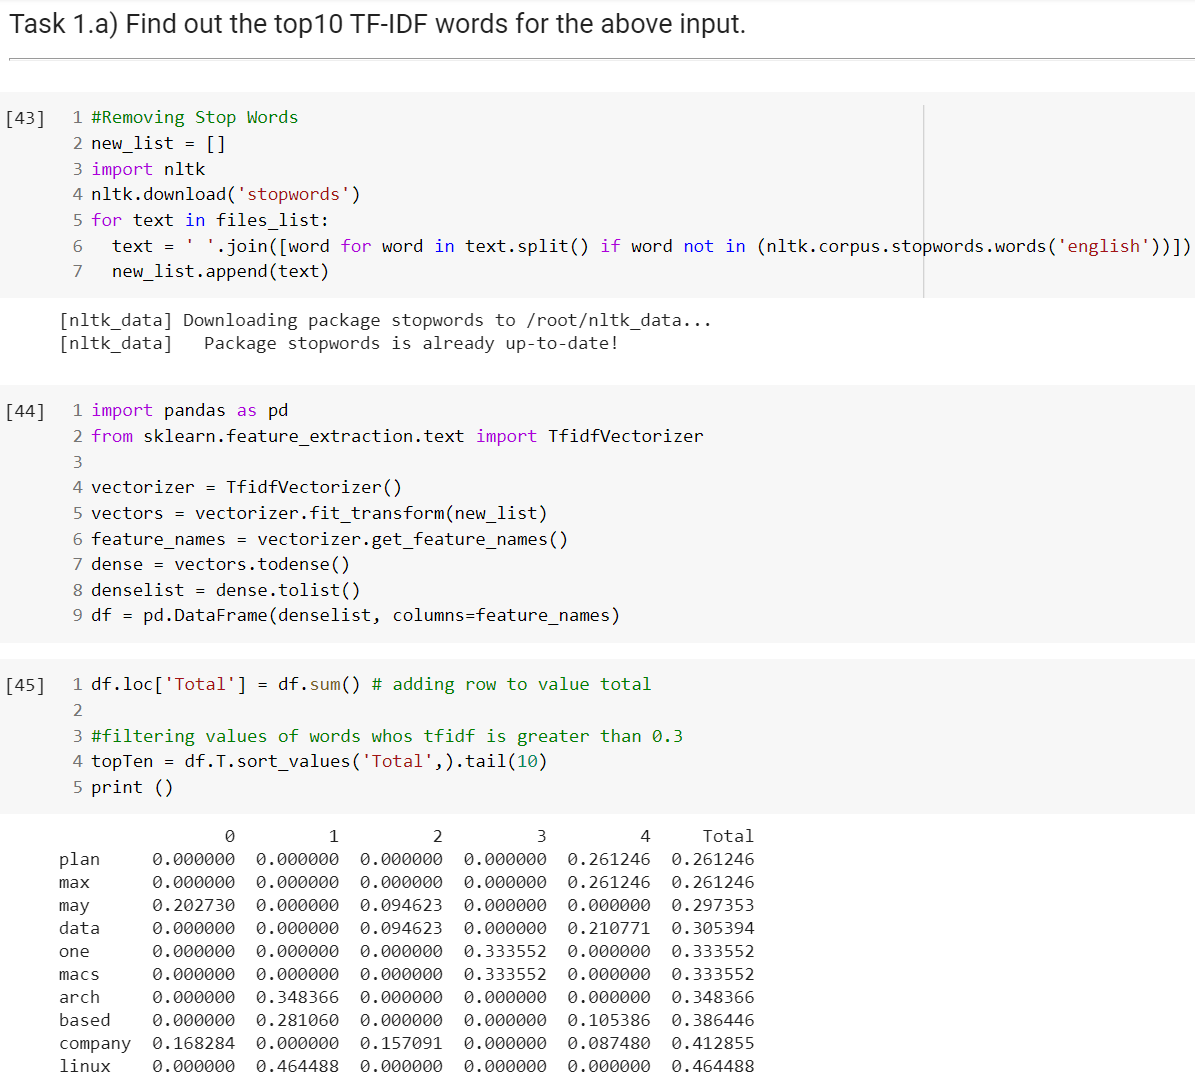 Task 1.a) Find out the top10 TF-IDF words for the above input.
[43] 1 #Removing Stop Words
2 new_list = []
3 import nltk
4 nltk.download('stopwords')
5 for text in files_list:
6   text = ' '.join([word for word in text.split() if word not in (nltk.corpus.stopwords.words('english'))])
7   new_list.append(text)
[nltk_data] Downloading package stopwords to /root/nltk_data...
[nltk_data]   Package stopwords is already up-to-date!
[44] 1 import pandas as pd
2 from sklearn.feature_extraction.text import TfidfVectorizer
3
4 vectorizer = TfidfVectorizer()
5 vectors = vectorizer.fit_transform(new_list)
6 feature_names = vectorizer.get_feature_names()
7 dense = vectors.todense()
8 denselist = dense.tolist()
9 df = pd.DataFrame(denselist, columns=feature_names)
[45] 1 df.loc['Total'] = df.sum() # adding row to value total
2
3 #filtering values of words whos tfidf is greater than 0.3
4 topTen = df.T.sort_values('Total',).tail(10)
5 print ()
0 1 2 3 4 Total
plan 0.000000 0.000000 0.000000 0.000000 0.261246 0.261246
max 0.000000 0.000000 0.000000 0.000000 0.261246 0.261246
may 0.202730 0.000000 0.094623 0.000000 0.000000 0.297353
data 0.000000 0.000000 0.094623 0.000000 0.210771 0.305394
one 0.000000 0.000000 0.000000 0.333552 0.000000 0.333552
macs 0.000000 0.000000 0.000000 0.333552 0.000000 0.333552
arch 0.000000 0.348366 0.000000 0.000000 0.000000 0.348366
based 0.000000 0.281060 0.000000 0.000000 0.105386 0.386446
company 0.168284 0.000000 0.157091 0.000000 0.087480 0.412855
linux 0.000000 0.464488 0.000000 0.000000 0.000000 0.464488